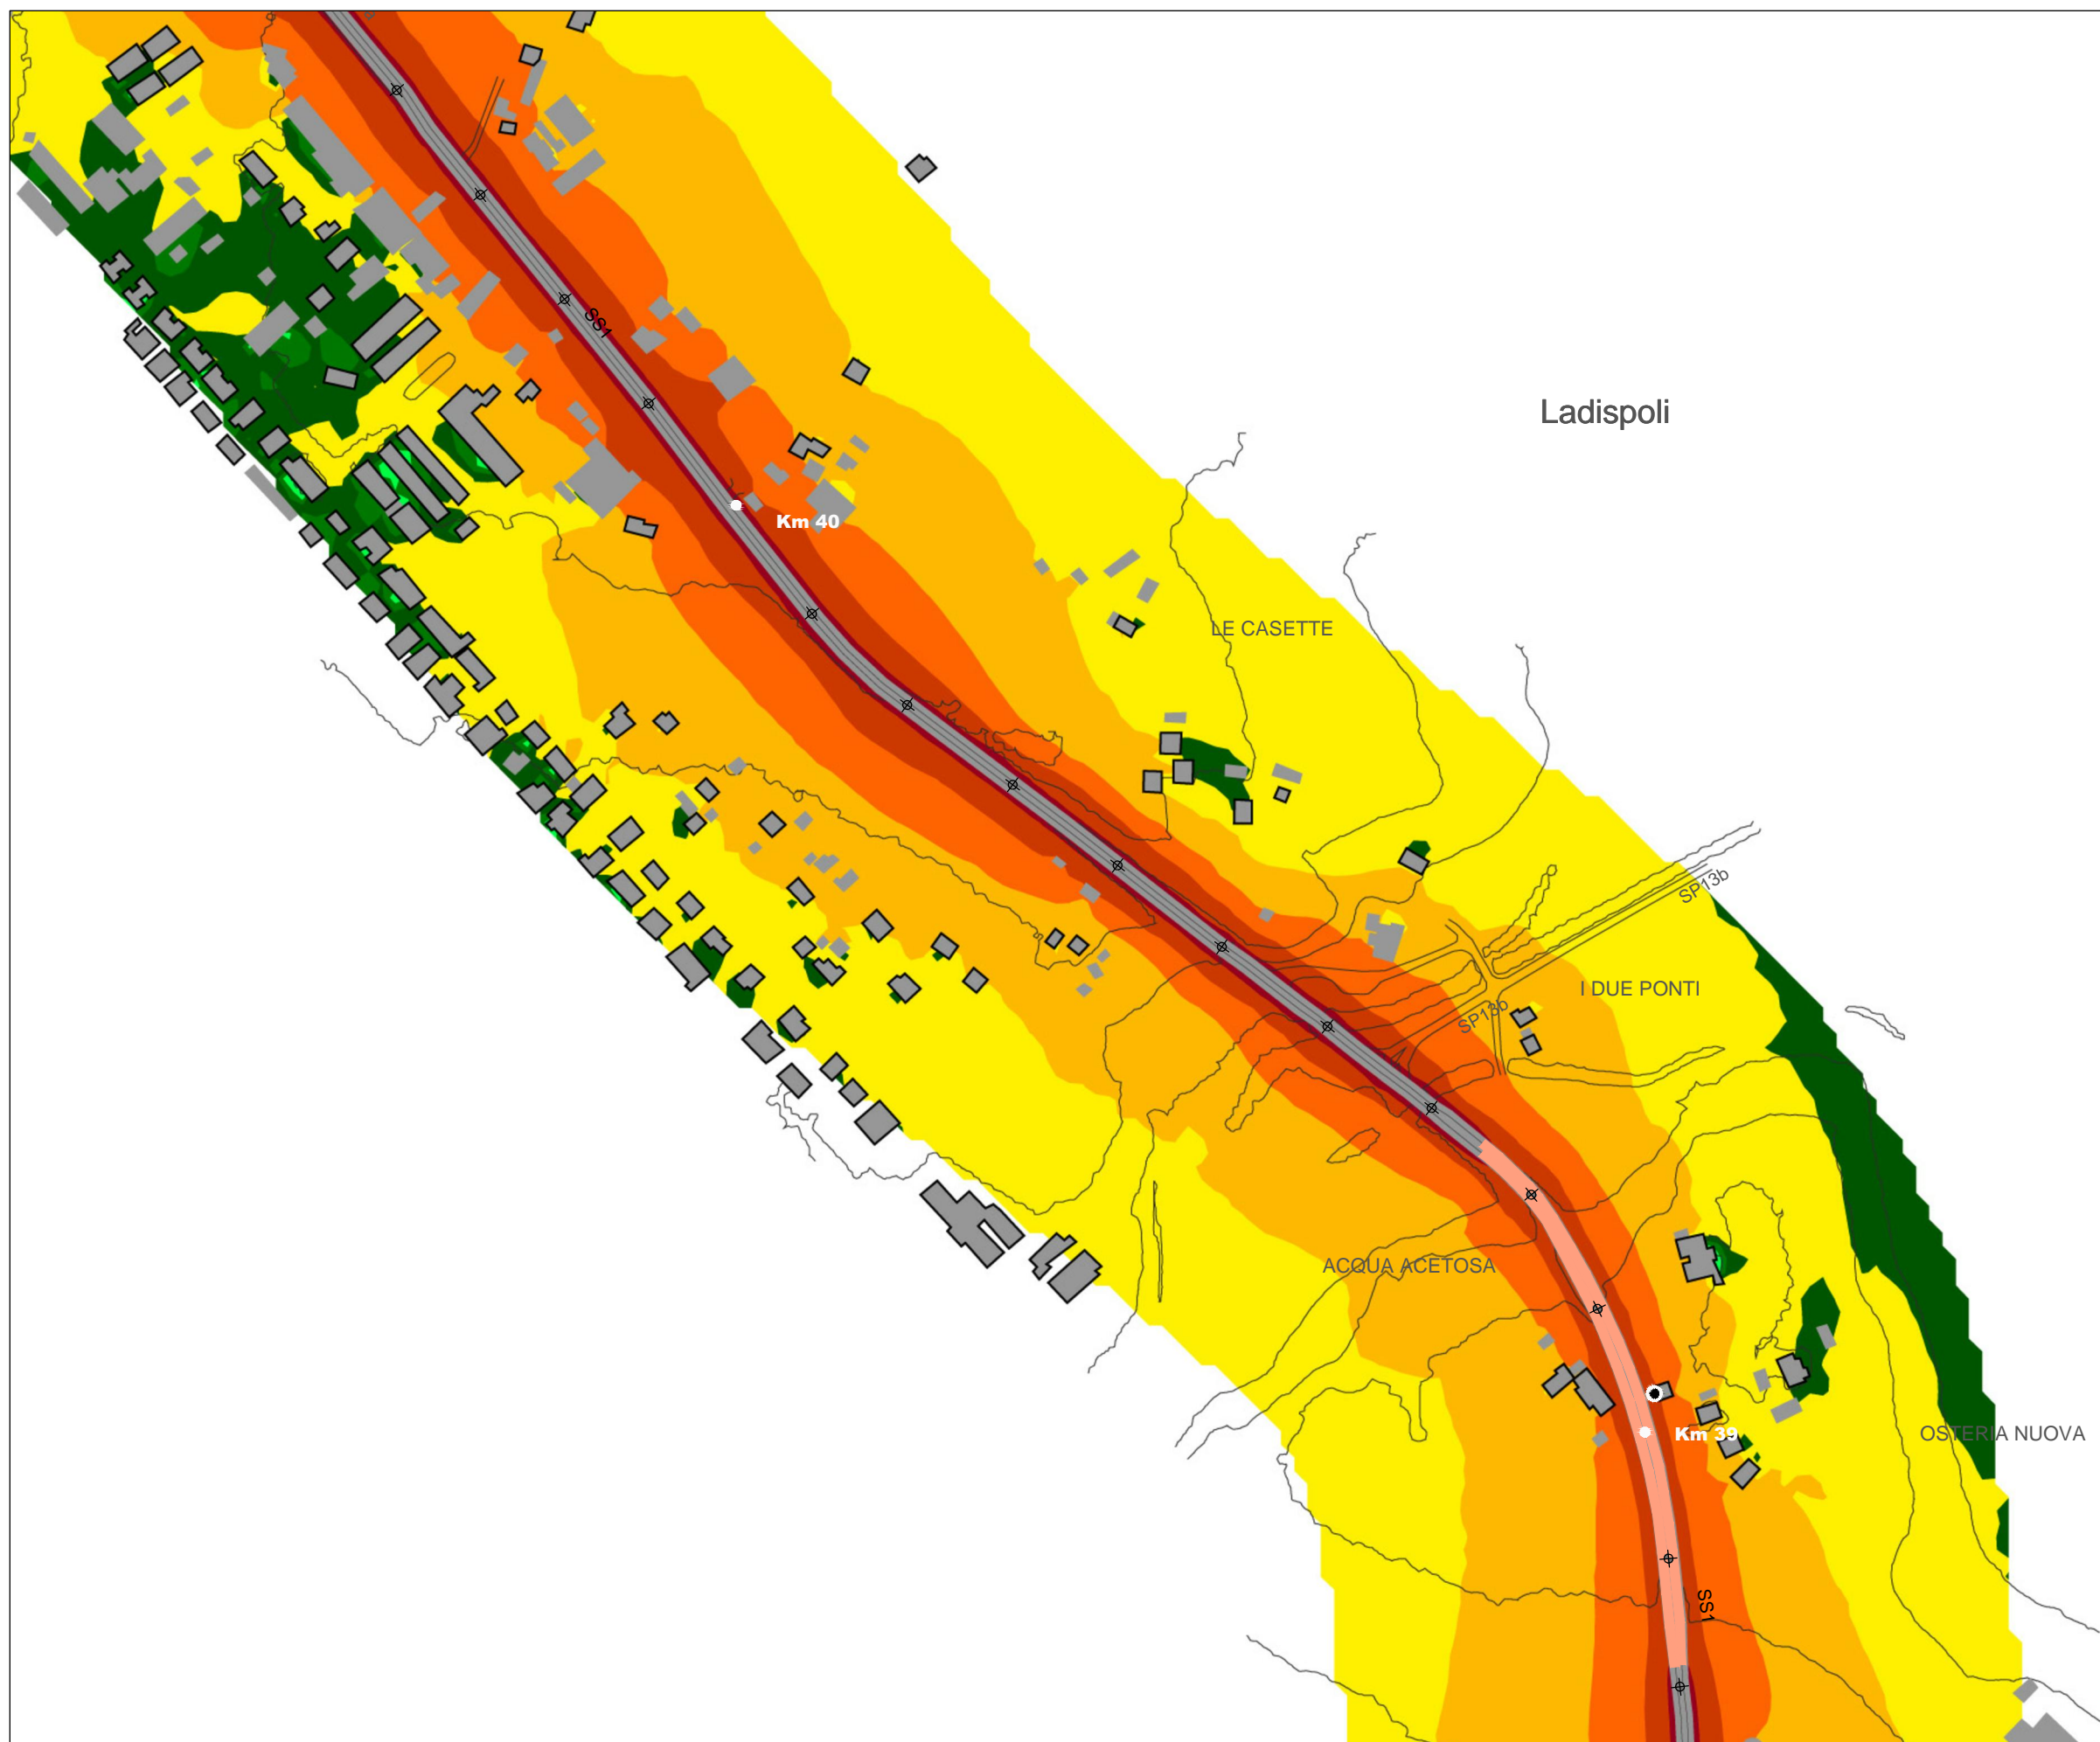 SS1
Ladispoli
Km 40
LE CASETTE
SP13b
I DUE PONTI
SP13b
ACQUA ACETOSA
Km 39
OSTERIA NUOVA
SS1